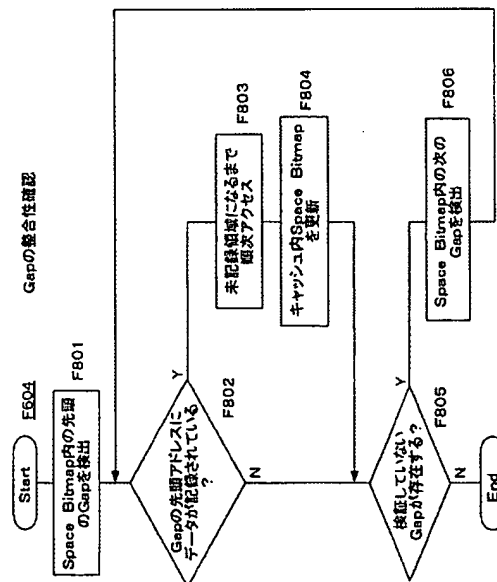 F604
Gapの整合性確認
Start
F801
Space Bitmap内の先頭
のGapを検出
Gapの先頭アドレスに
データが記録されている
?
F802
Y
N
F803
未記録領域になるまで
順次アクセス
F804
キャッシュ内Space Bitmap
を更新
検証していない
Gapが存在する?
F805
Y
N
F806
Space Bitmap内の次の
Gapを検出
End